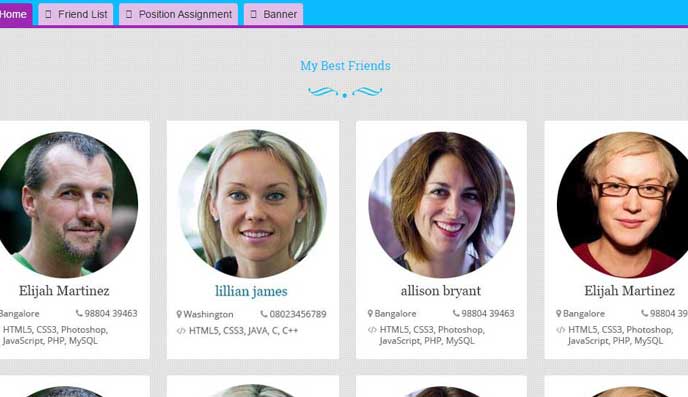 Home Friend List Position Assignment Banner
My Best Friends
Elijah Martinez lillian james allison bryant Elijah Martinez
Bangalore 98804 39463 Washington 08023456789 Bangalore 98804 39463 Bangalore 98804 39
HTML5, CSS3, Photoshop, HTML5, CSS3, JAVA, C, C++ HTML5, CSS3, Photoshop, HTML5, CSS3, Photoshop,
JavaScript, PHP, MySQL JavaScript, PHP, MySQL JavaScript, PHP, MySQL